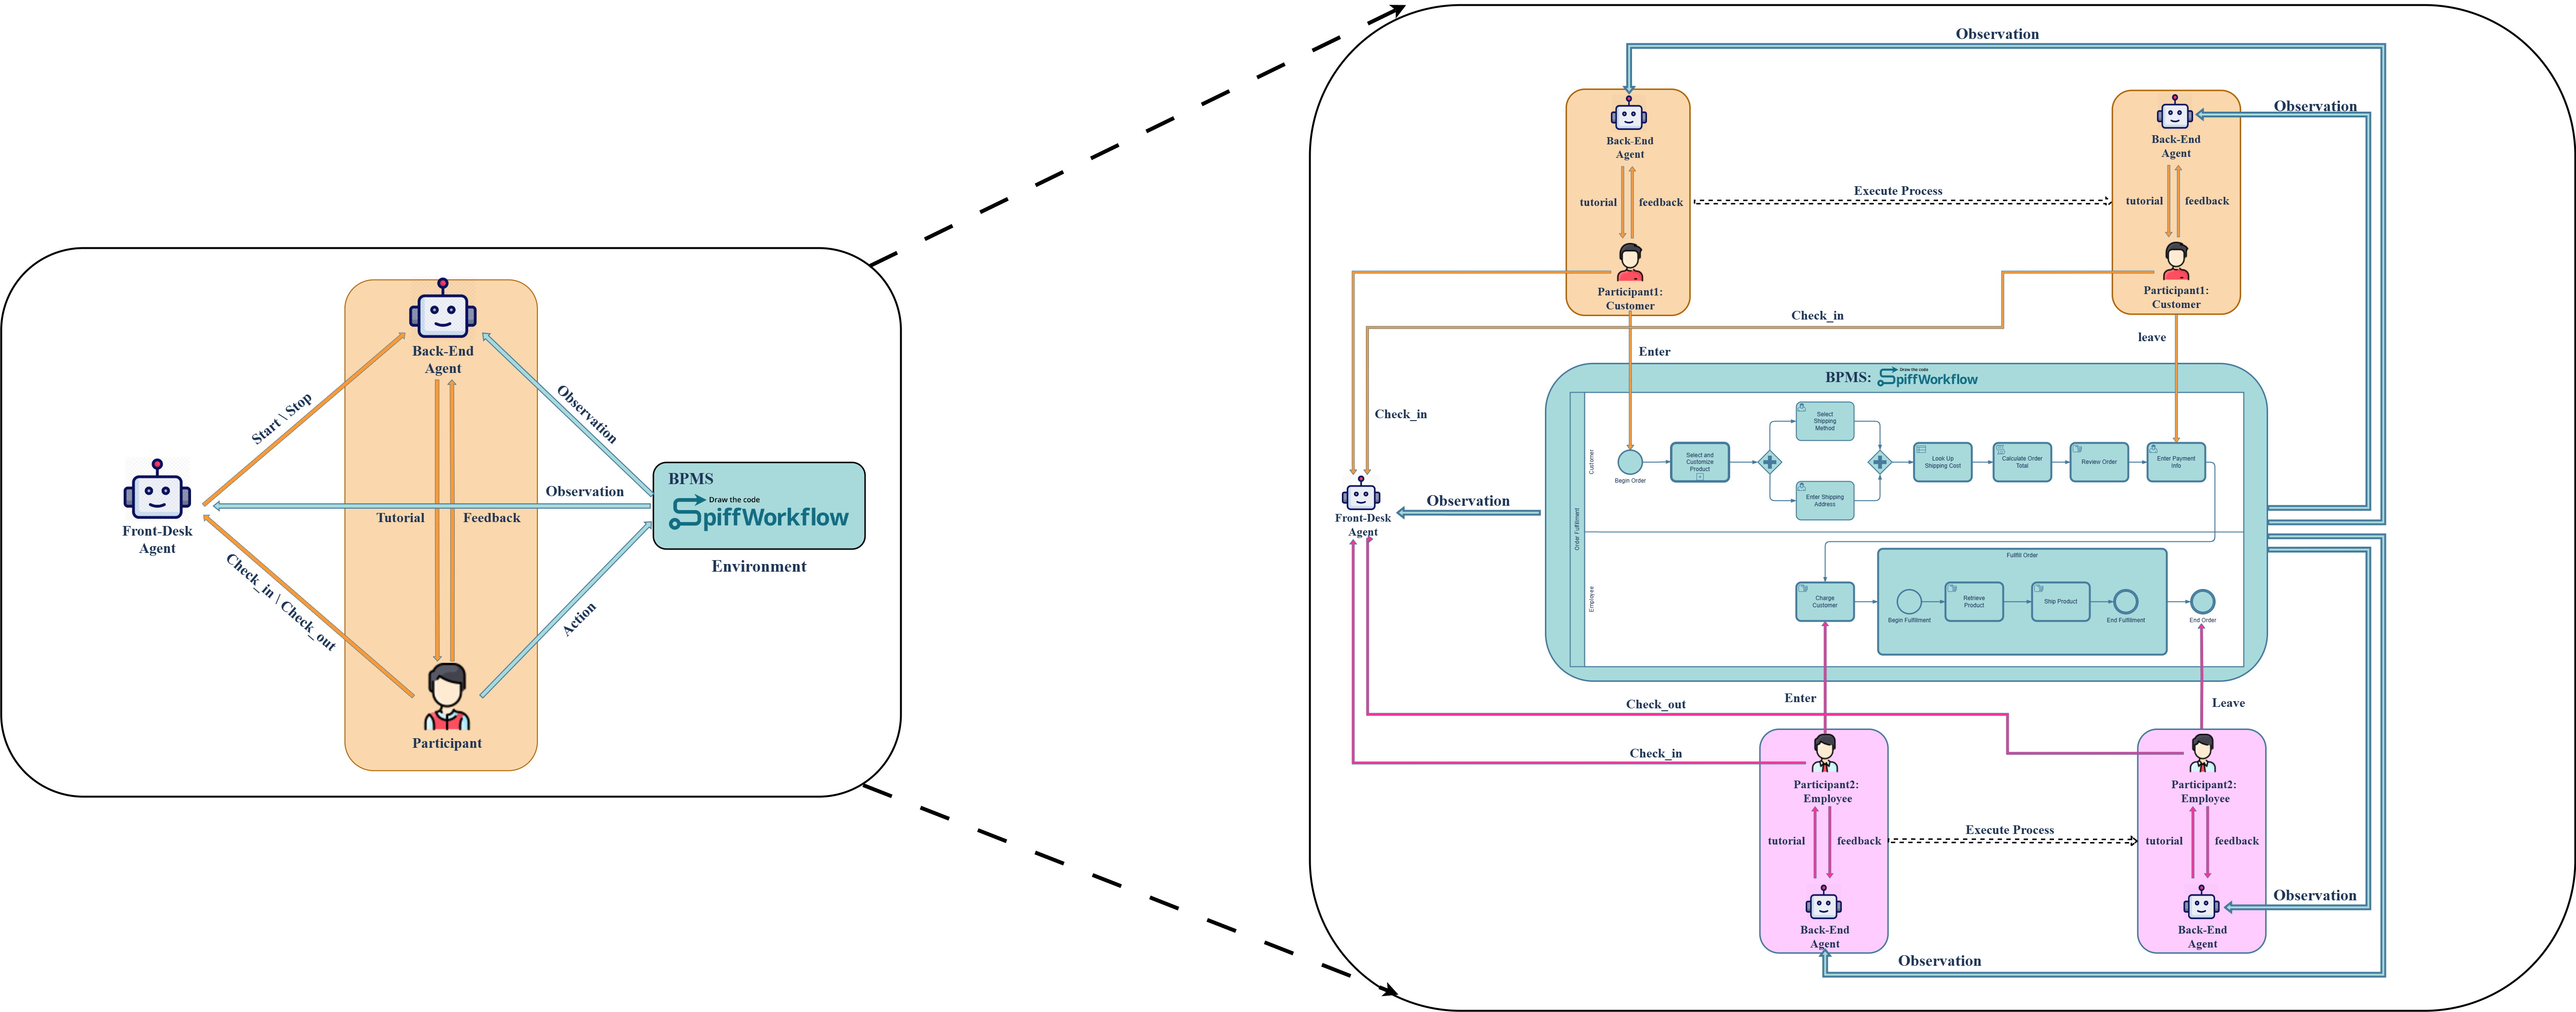 Back-End
Agent
Start \ Stop
Observation
Front-Desk
Agent
Observation
Tutorial
Feedback
BPMS
Draw the code
SpiffWorkflow
Environment
Check_in \ Check_out
Action
Participant
Observation
Back-End
Agent
tutorial
feedback
Participant1:
Customer
Execute Process
Observation
Back-End
Agent
tutorial
feedback
Participant1:
Customer
Check_in
Enter
leave
Check_in
Front-Desk
Agent
Observation
BPMS:
Draw the code
SpiffWorkflow
Order Fulfillment
Customer
Begin Order
Select and
Customize
Product
Select
Shipping
Method
Enter Shipping
Address
Look Up
Shipping Cost
Calculate Order
Total
Review Order
Enter Payment
Info
Employee
Charge
Customer
Fullfill Order
Begin Fulfillment
Retrieve
Product
Ship Product
End Fulfillment
End Order
Enter
Leave
Check_out
Check_in
Participant2:
Employee
tutorial
feedback
Back-End
Agent
Execute Process
Participant2:
Employee
tutorial
feedback
Back-End
Agent
Observation
Observation